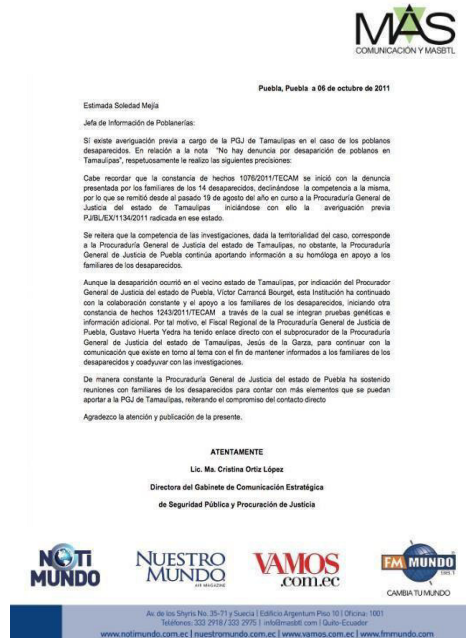 MAS
COMUNICACIÓN Y MASBTL
Puebla, Puebla a 06 de octubre de 2011
Estimada Soledad Mejía
Jefa de Información de Poblanerías:
Sí existe averiguación previa a cargo de la PGJ de Tamaulipas en el caso de los poblanos
desaparecidos. En relación a la nota "No hay denuncia por desaparición de poblanos en
Tamaulipas", respetuosamente le realizo las siguientes precisiones:
Cabe recordar que la constancia de hechos 1076/2011/TECAM se inició con la denuncia
presentada por los familiares de los 14 desaparecidos, declinándose la competencia a la misma,
por lo que se remitió desde al pasado 19 de agosto del año en curso a la Procuraduría General de
Justicia del estado de Tamaulipas iniciándose con ello la averiguación previa
PJ/BL/EX/1134/2011 radicada en ese estado.
Se reitera que la competencia de las investigaciones, dada la territorialidad del caso, corresponde
a la Procuraduría General de Justicia del estado de Tamaulipas, no obstante, la Procuraduría
General de Justicia de Puebla continúa aportando información a su homóloga en apoyo a los
familiares de los desaparecidos.
Aunque la desaparición ocurrió en el vecino estado de Tamaulipas, por indicación del Procurador
General de Justicia del estado de Puebla, Víctor Carrancá Bourget, esta Institución ha continuado
con la colaboración constante y el apoyo a los familiares de los desaparecidos, iniciando otra
constancia de hechos 1243/2011/TECAM a través de la cual se integran pruebas genéticas e
información adicional. Por tal motivo, el Fiscal Regional de la Procuraduría General de Justicia de
Puebla, Gustavo Huerta Yedra ha tenido enlace directo con el subprocurador de la Procuraduría
General de Justicia del estado de Tamaulipas, Jesús de la Garza, para continuar con la
comunicación que existe en torno al tema con el fin de mantener informados a los familiares de los
desaparecidos y coadyuvar con las investigaciones.
De manera constante la Procuraduría General de Justicia del estado de Puebla ha sostenido
reuniones con familiares de los desaparecidos para contar con más elementos que se puedan
aportar a la PGJ de Tamaulipas, reiterando el compromiso del contacto directo
Agradezco la atención y publicación de la presente.
ATENTAMENTE
Lic. Ma. Cristina Ortiz López
Directora del Gabinete de Comunicación Estratégica
de Seguridad Pública y Procuración de Justicia
NOTI
MUNDO
NUESTRO
MUNDO
AIR MAGAZINE
VAMOS
.com.ec
FM MUNDO
98.1
CAMBIA TU MUNDO
Av. de los Shyris No. 35-71 y Suecia | Edificio Argentum Piso 10 | Oficina: 1001
Teléfonos: 333 2918 / 333 2975 | info@masbtl.com | Quito-Ecuador
www.notimundo.com.ec | nuestromundo.com.ec | www.vamos.com.ec | www.fmmundo.com